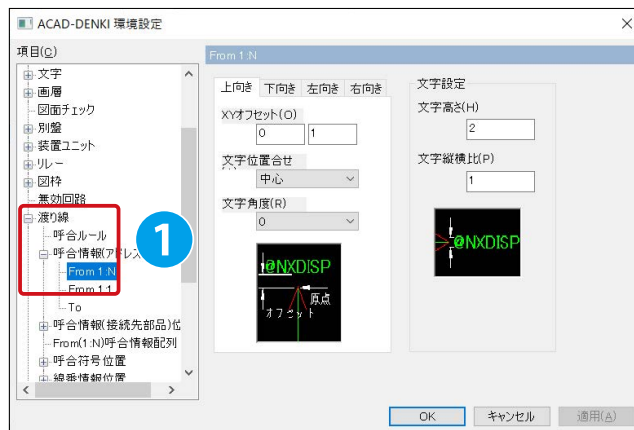 ACAD-DENKI 環境設定
項目(C)
文字
画層
図面チェック
別盤
装置ユニット
リレー
図枠
無効回路
渡り線
呼合ルール
呼合情報(アドレス
From 1:N
From 1:1
To
呼合情報(接続先部品)位
From(1:N)呼合情報配列
呼合符号位置
線番情報位置
1
From 1:N
上向き 下向き 左向き 右向き
XYオフセット(O)
0 1
文字位置合せ
中心
文字角度(R)
0
@NXDISP
原点
オフセット
文字設定
文字高さ(H)
2
文字縦横比(P)
1
@NXDISP
OK キャンセル 適用(A)